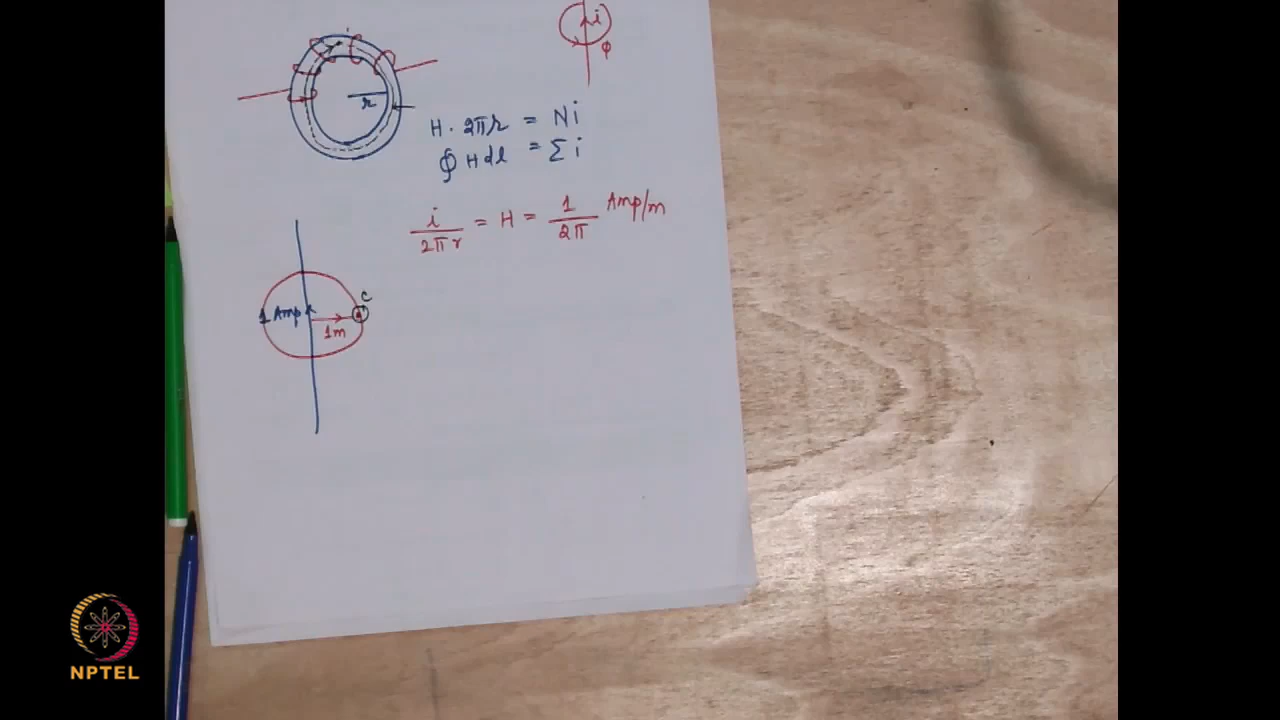 i
φ
r
H. 2πr = Ni
∮ H dl = Σ i
i/2πr = H = 1/2π Amp/m
C
1 Amp
1m
NPTEL